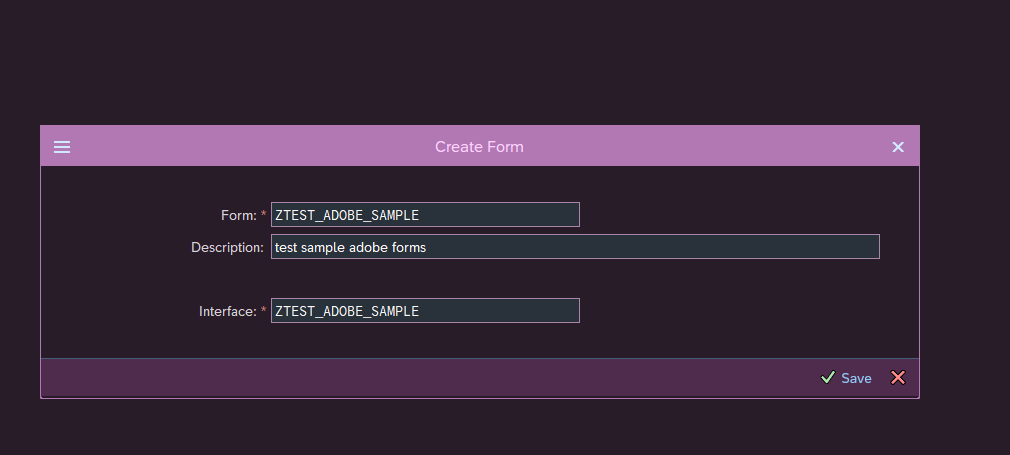 Create Form
Form: * ZTEST_ADOBE_SAMPLE
Description: test sample adobe forms
Interface: * ZTEST_ADOBE_SAMPLE
Save